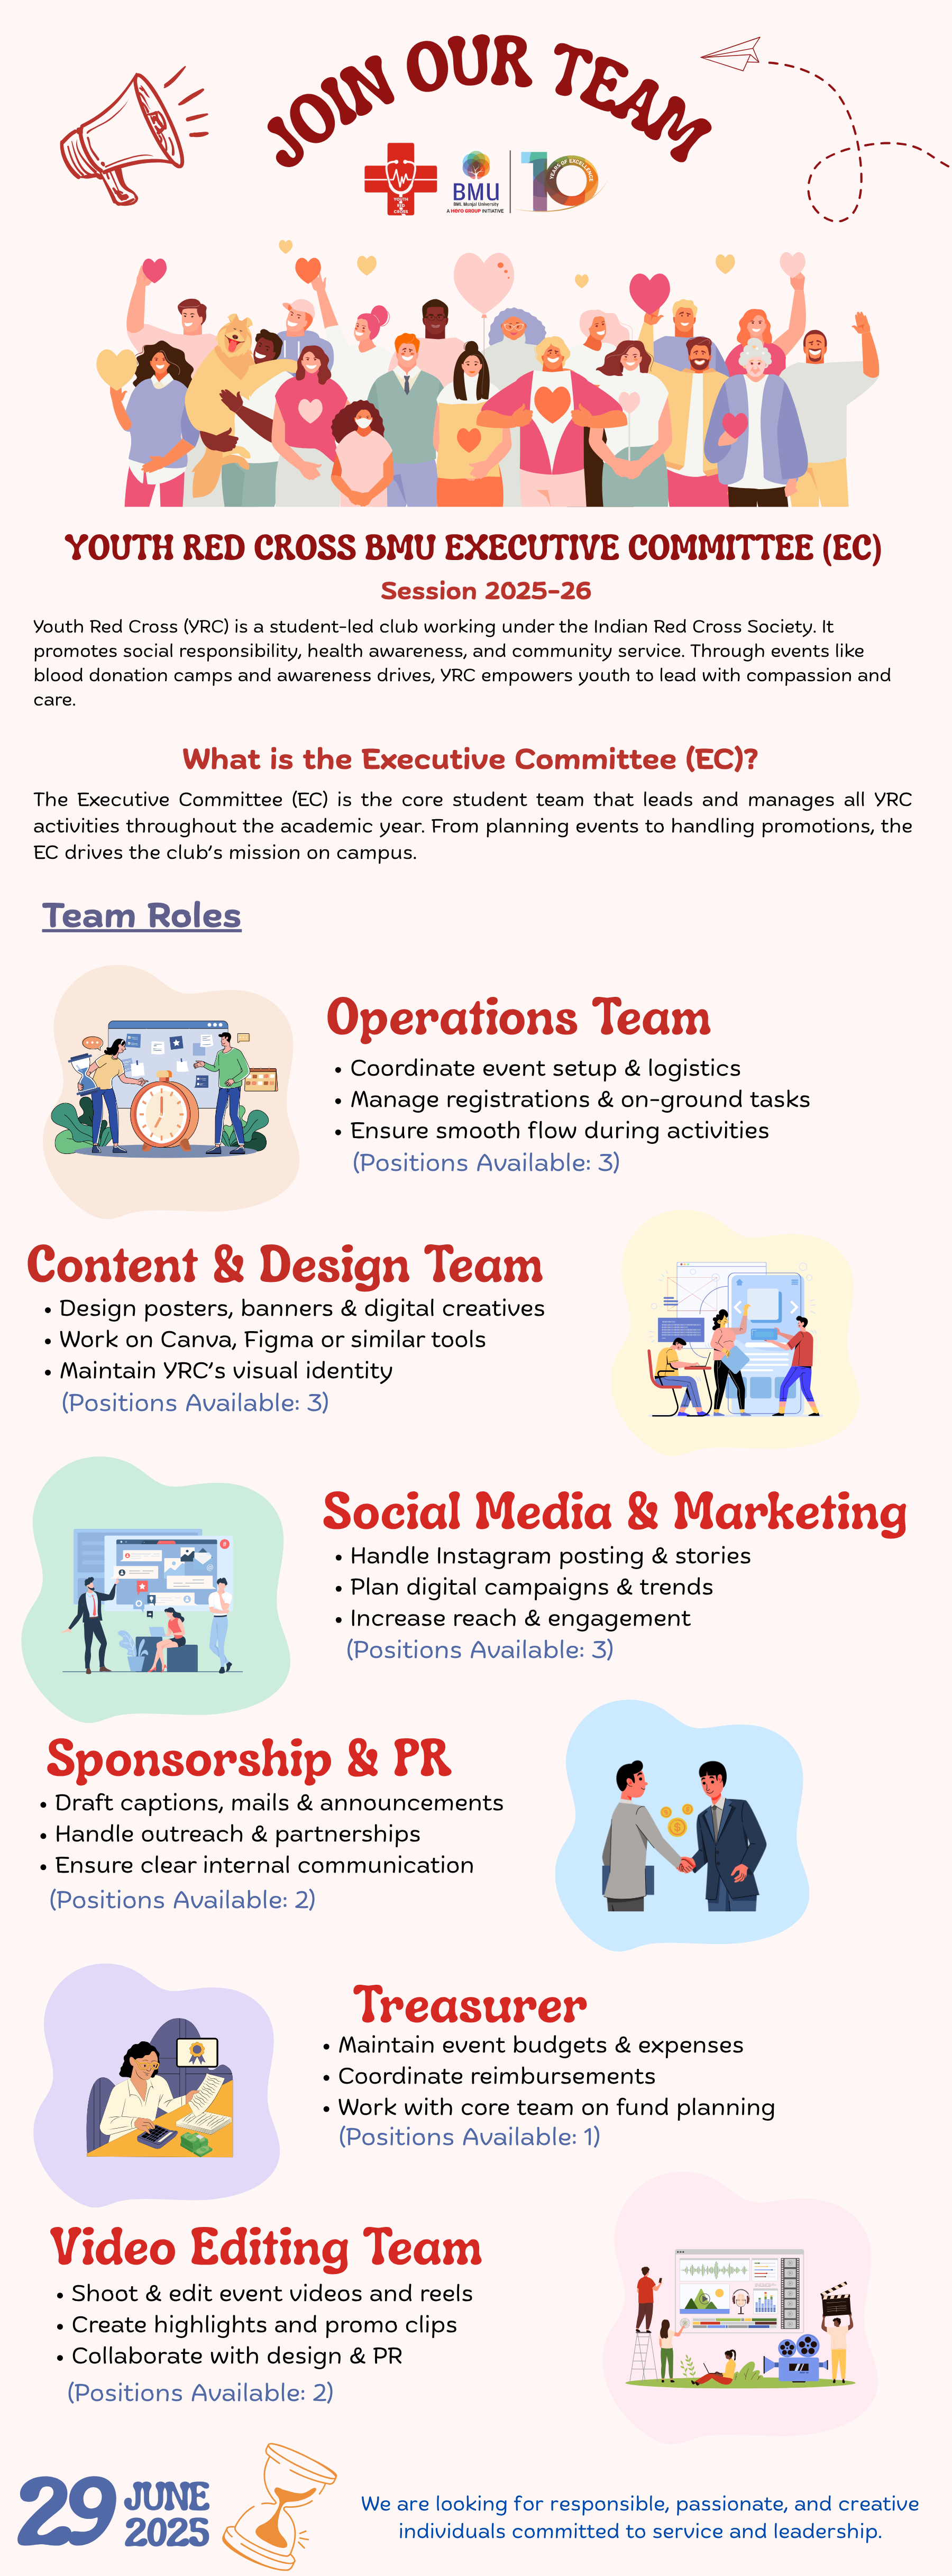 JOIN OUR TEAM
YOUTH
RED
CROSS
BMU
BML Munjal University
A HERO GROUP INITIATIVE
10
YEARS OF EXCELLENCE
YOUTH RED CROSS BMU EXECUTIVE COMMITTEE (EC)
Session 2025-26
Youth Red Cross (YRC) is a student-led club working under the Indian Red Cross Society. It
promotes social responsibility, health awareness, and community service. Through events like
blood donation camps and awareness drives, YRC empowers youth to lead with compassion and
care.
What is the Executive Committee (EC)?
The Executive Committee (EC) is the core student team that leads and manages all YRC
activities throughout the academic year. From planning events to handling promotions, the
EC drives the club's mission on campus.
Team Roles
Operations Team
• Coordinate event setup & logistics
• Manage registrations & on-ground tasks
• Ensure smooth flow during activities
(Positions Available: 3)
Content & Design Team
• Design posters, banners & digital creatives
• Work on Canva, Figma or similar tools
• Maintain YRC's visual identity
(Positions Available: 3)
Social Media & Marketing
• Handle Instagram posting & stories
• Plan digital campaigns & trends
• Increase reach & engagement
(Positions Available: 3)
Sponsorship & PR
• Draft captions, mails & announcements
• Handle outreach & partnerships
• Ensure clear internal communication
(Positions Available: 2)
Treasurer
• Maintain event budgets & expenses
• Coordinate reimbursements
• Work with core team on fund planning
(Positions Available: 1)
Video Editing Team
• Shoot & edit event videos and reels
• Create highlights and promo clips
• Collaborate with design & PR
(Positions Available: 2)
29 JUNE
2025
We are looking for responsible, passionate, and creative
individuals committed to service and leadership.